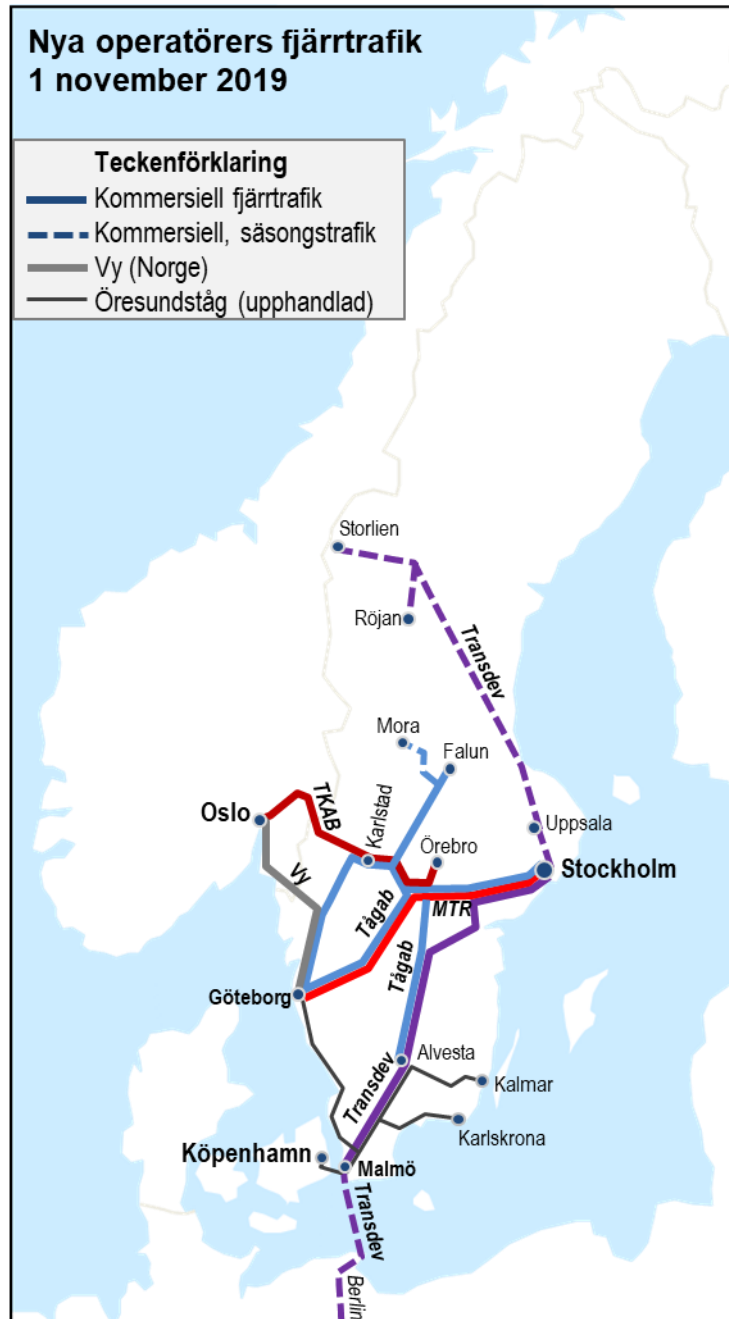 Nya operatörers fjärrtrafik
1 november 2019
Teckenförklaring
Kommersiell fjärrtrafik
Kommersiell, säsongstrafik
Vy (Norge)
Öresundståg (upphandlad)
Storlien
Röjan
Transdev
Mora
Falun
TKAB
Karlstad
Oslo
Örebro
Uppsala
Stockholm
Vy
Tågab
MTR
Tågab
Göteborg
Alvesta
Transdev
Kalmar
Karlskrona
Köpenhamn
Malmö
Transdev
Berlin